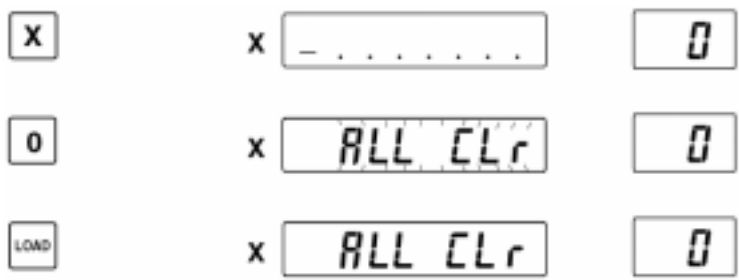 X X _ . . . . . . . 0
0 X ALL CLr 0
LOAD X ALL CLr 0